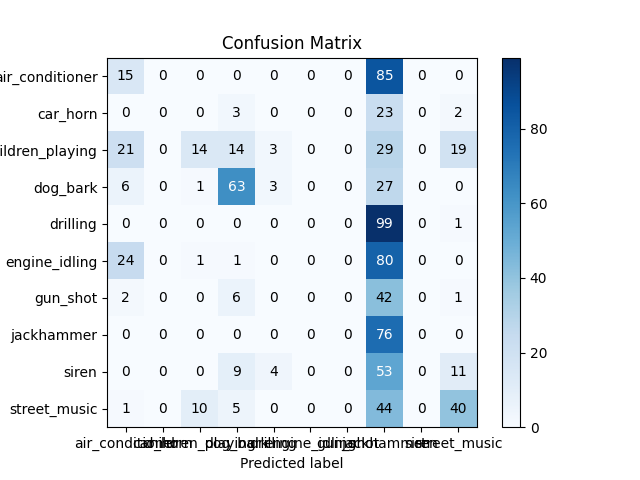 Confusion Matrix
air_conditioner 15 0 0 0 0 0 0 85 0 0
car_horn 0 0 0 3 0 0 0 23 0 2
ildren_playing 21 0 14 14 3 0 0 29 0 19
dog_bark 6 0 1 63 3 0 0 27 0 0
drilling 0 0 0 0 0 0 0 99 0 1
engine_idling 24 0 1 1 0 0 0 80 0 0
gun_shot 2 0 0 6 0 0 0 42 0 1
jackhammer 0 0 0 0 0 0 0 76 0 0
siren 0 0 0 9 4 0 0 53 0 11
street_music 1 0 10 5 0 0 0 44 0 40
street_music
Predicted label
80
60
40
20
0